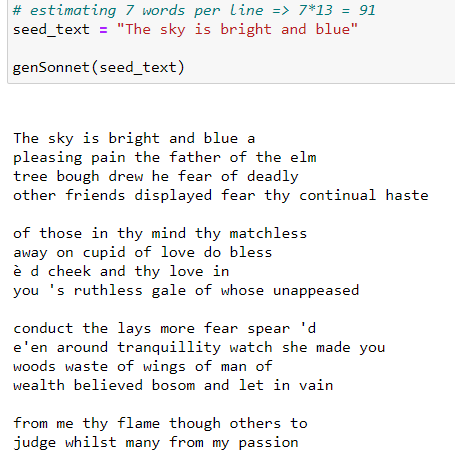 # estimating 7 words per line => 7*13 = 91
seed_text = "The sky is bright and blue"
genSonnet(seed_text)
The sky is bright and blue a
pleasing pain the father of the elm
tree bough drew he fear of deadly
other friends displayed fear thy continual haste
of those in thy mind thy matchless
away on cupid of love do bless
è d cheek and thy love in
you 's ruthless gale of whose unappeased
conduct the lays more fear spear 'd
e'en around tranquillity watch she made you
woods waste of wings of man of
wealth believed bosom and let in vain
from me thy flame though others to
judge whilst many from my passion